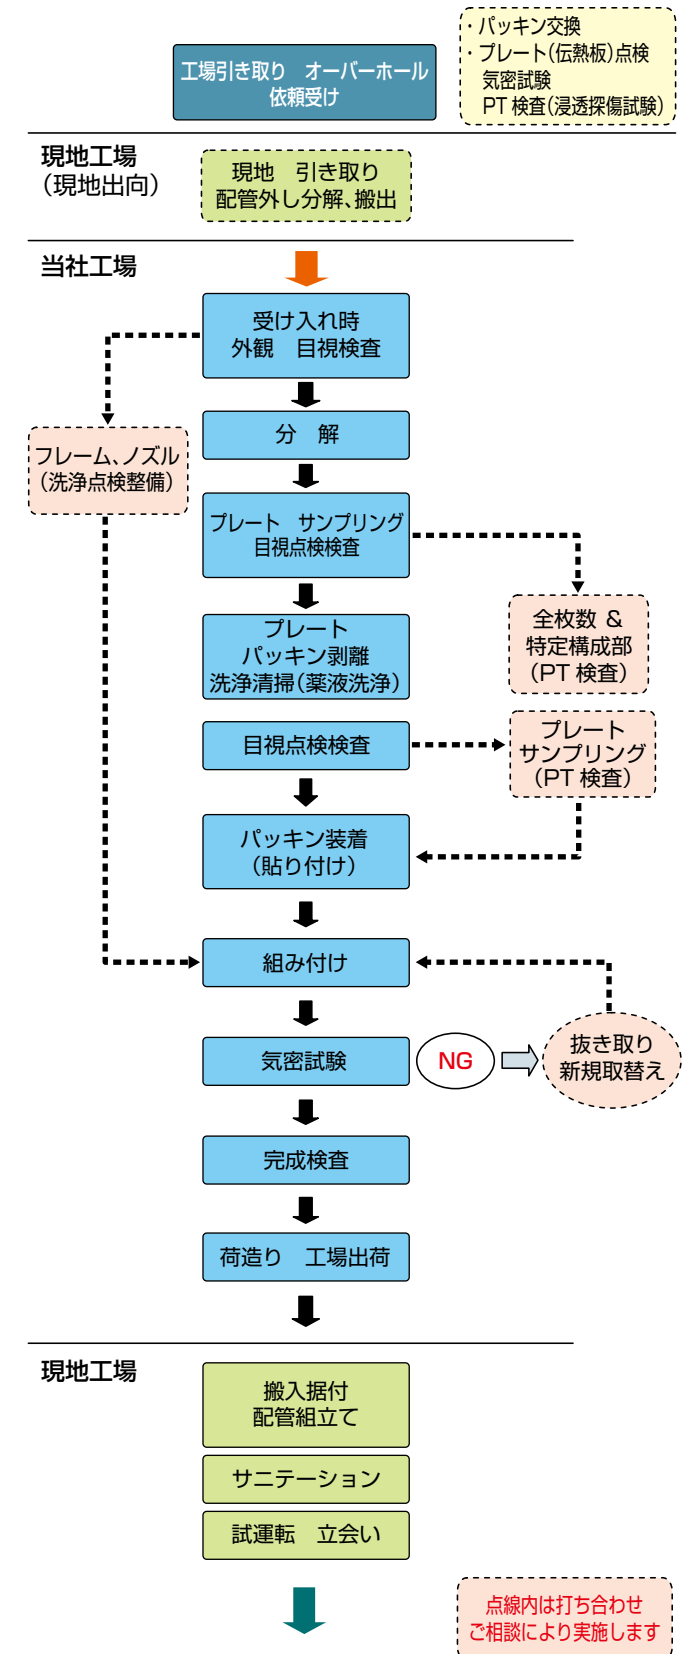 ・パッキン交換
・プレート(伝熱板)点検
気密試験
PT 検査(浸透探傷試験)
工場引き取り　オーバーホール
依頼受け
現地工場
(現地出向)
現地　引き取り
配管外し分解、搬出
当社工場
受け入れ時
外観　目視検査
分　解
フレーム、ノズル
(洗浄点検整備)
プレート　サンプリング
目視点検検査
全枚数 &
特定構成部
(PT 検査)
プレート
パッキン剥離
洗浄清掃(薬液洗浄)
目視点検検査
プレート
サンプリング
(PT 検査)
パッキン装着
(貼り付け)
組み付け
気密試験
NG
抜き取り
新規取替え
完成検査
荷造り　工場出荷
現地工場
搬入据付
配管組立て
サニテーション
試運転　立会い
点線内は打ち合わせ
ご相談により実施します